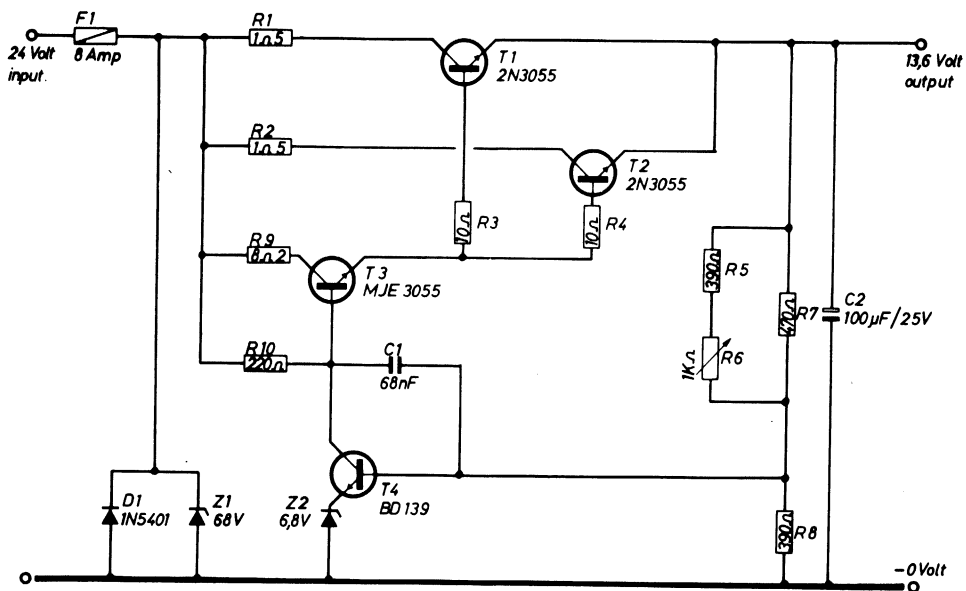 F1
24 Volt
input.
8 Amp
R1
1Ω5
T1
2N3055
13,6 Volt
output
R2
1Ω5
T2
2N3055
R3
10Ω
R4
10Ω
R9
8Ω2
T3
MJE 3055
R5
390Ω
R7
470Ω
C2
100µF/25V
R10
220Ω
C1
68nF
R6
1KΩ
D1
1N5401
Z1
68V
Z2
6,8V
T4
BD139
R8
390Ω
-0 Volt